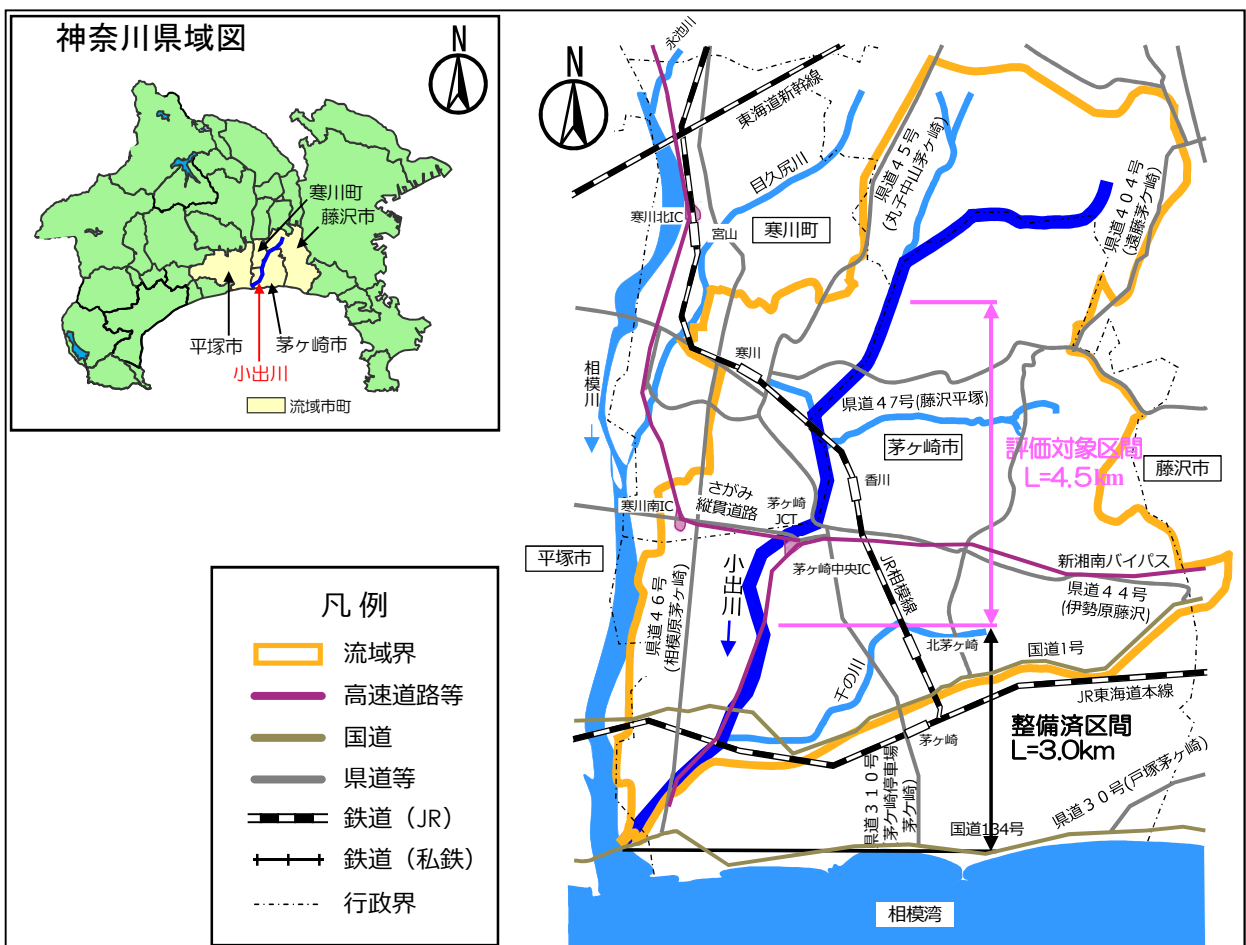 神奈川県域図
N
寒川町
藤沢市
平塚市
茅ヶ崎市
小出川
流域市町
凡例
流域界
高速道路等
国道
県道等
鉄道（JR）
鉄道（私鉄）
行政界
N
永池川
東海道新幹線
目久尻川
県道４５号
(丸子中山茅ヶ崎)
県道４０４号
(遠藤茅ヶ崎)
寒川北IC
宮山
寒川町
相模川
寒川
県道４７号(藤沢平塚)
茅ヶ崎市
評価対象区間
L=4.5km
藤沢市
香川
さがみ
縦貫道路
寒川南IC
茅ヶ崎
JCT
平塚市
茅ヶ崎中央IC
新湘南バイパス
県道４４号
(伊勢原藤沢)
小出川
県道４６号
(相模原茅ヶ崎)
JR相模線
北茅ヶ崎
国道1号
千の川
JR東海道本線
茅ヶ崎
整備済区間
L=3.0km
県道３１０号
(茅ケ崎停車場
茅ケ崎)
県道３０号(戸塚茅ケ崎)
国道134号
相模湾